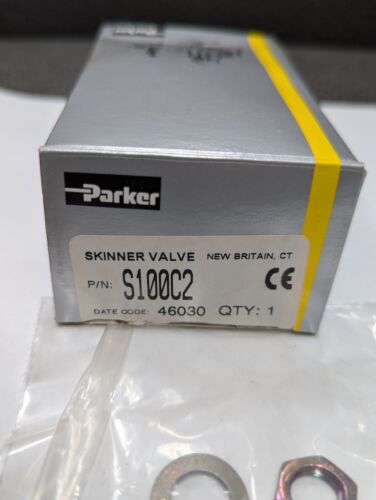 Parker
SKINNER VALVE NEW BRITAIN, CT
P/N: S100C2 CE
DATE CODE: 46030 QTY: 1